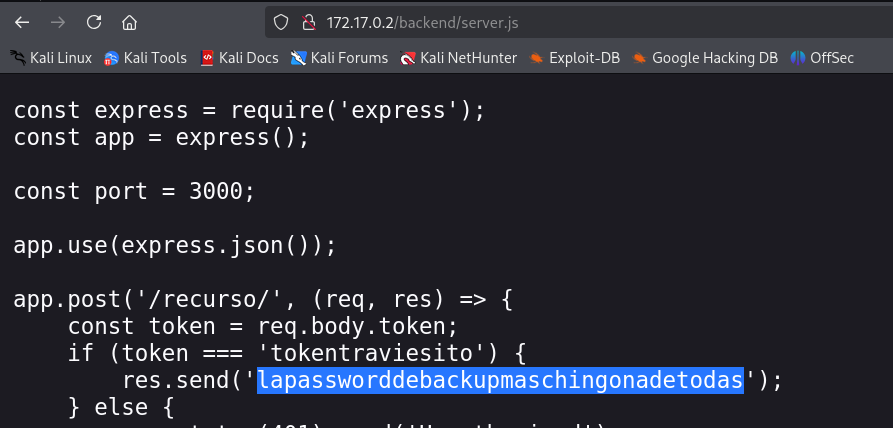 172.17.0.2/backend/server.js
Kali Linux Kali Tools Kali Docs Kali Forums Kali NetHunter Exploit-DB Google Hacking DB OffSec
const express = require('express');
const app = express();
const port = 3000;
app.use(express.json());
app.post('/recurso/', (req, res) => {
    const token = req.body.token;
    if (token === 'tokentraviesito') {
        res.send('lapassworddebackupmaschingonadetodas');
    } else {